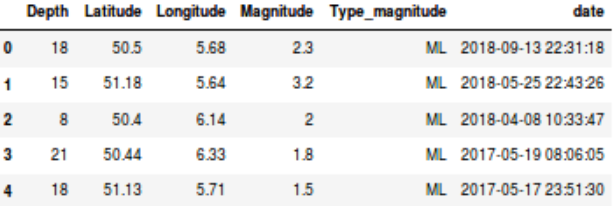 Depth Latitude Longitude Magnitude Type_magnitude date
0 18 50.5 5.68 2.3 ML 2018-09-13 22:31:18
1 15 51.18 5.64 3.2 ML 2018-05-25 22:43:26
2 8 50.4 6.14 2 ML 2018-04-08 10:33:47
3 21 50.44 6.33 1.8 ML 2017-05-19 08:06:05
4 18 51.13 5.71 1.5 ML 2017-05-17 23:51:30